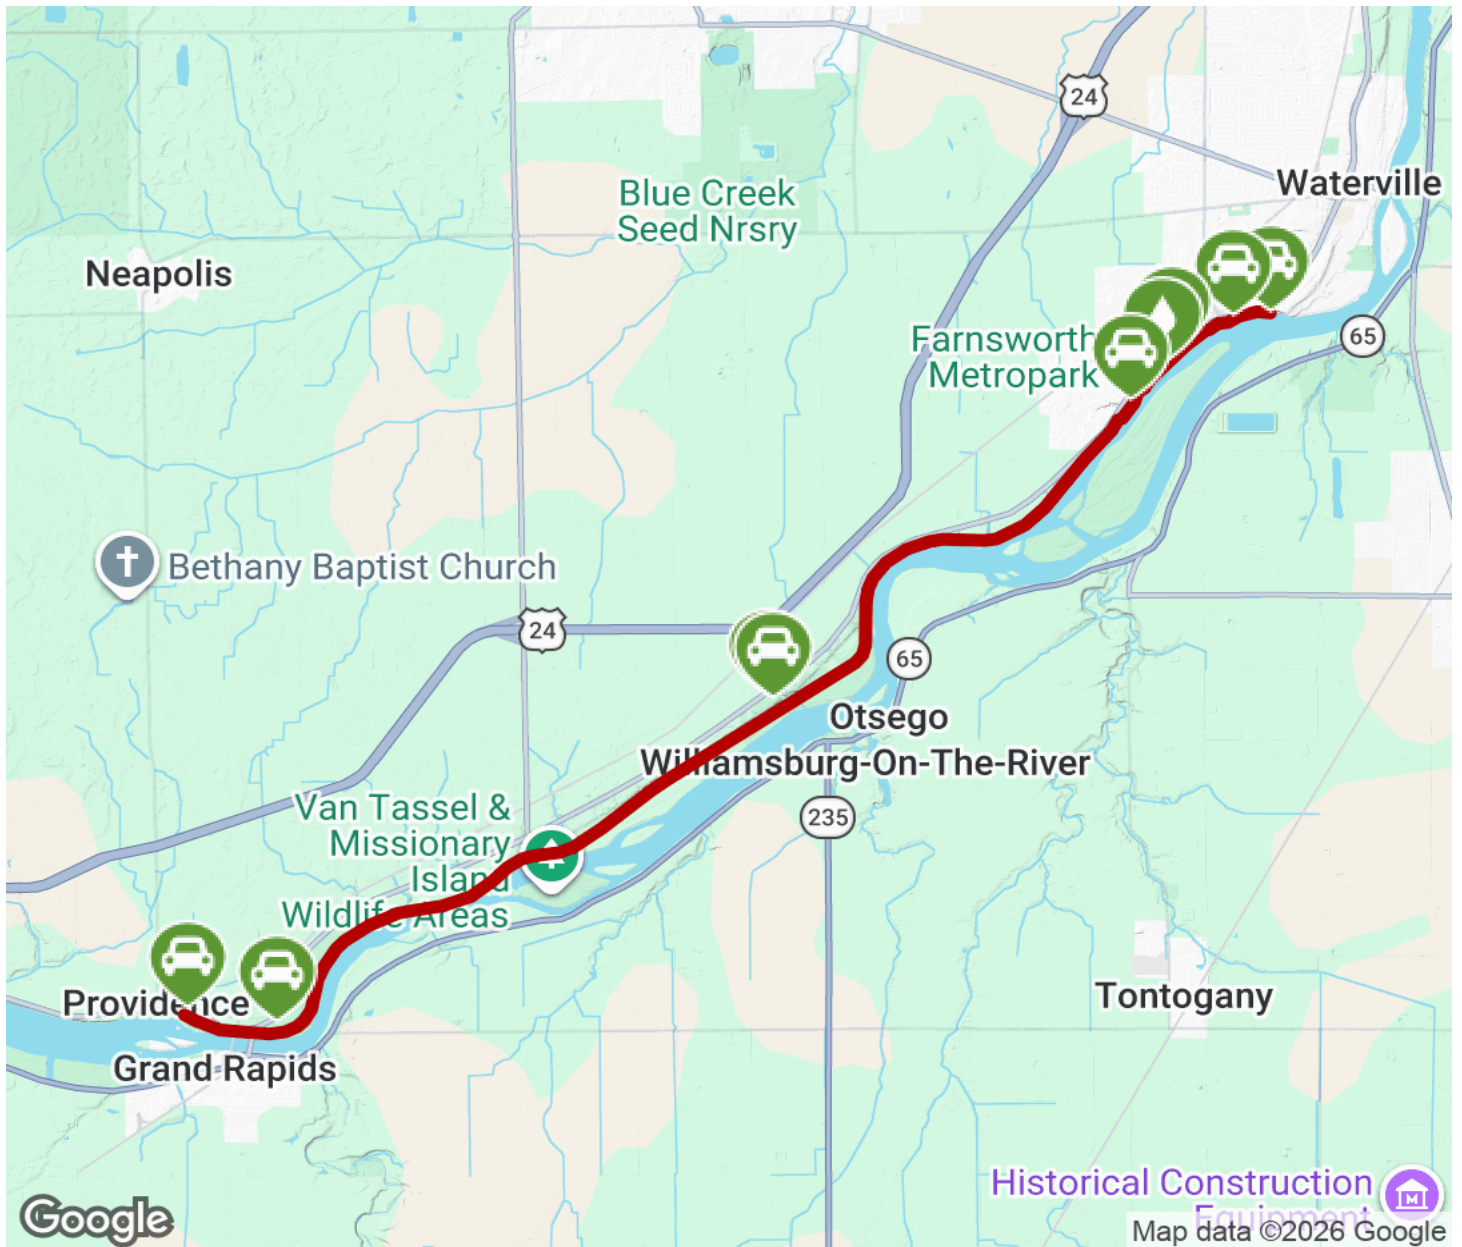 24
Waterville
Blue Creek
Seed Nrsry
Neapolis
Farnsworth
Metropark
65
Bethany Baptist Church
24
65
Otsego
Williamsburg-On-The-River
Van Tassel &
Missionary
Island
Wildlife Areas
235
Providence
Tontogany
Grand Rapids
Historical Construction
Equipment
Google
Map data ©2026 Google